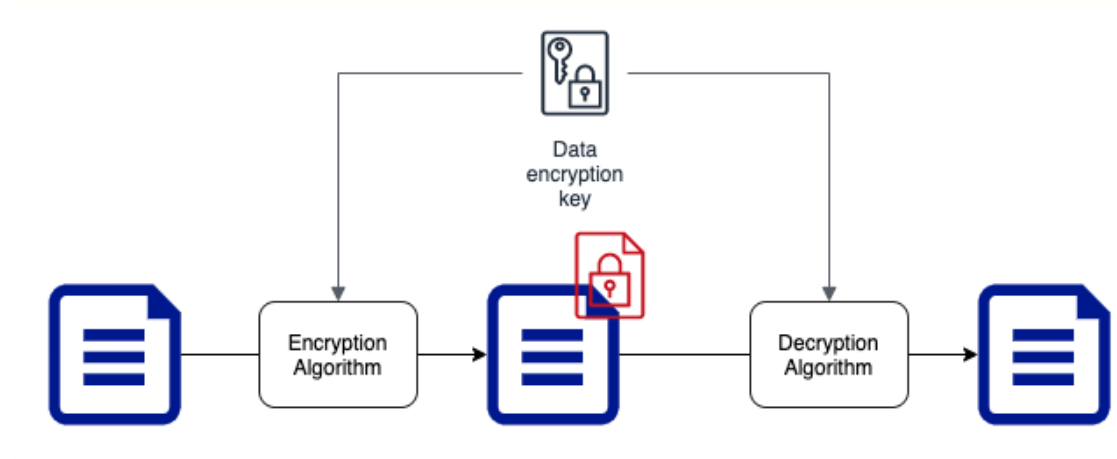 Data
encryption
key
Encryption
Algorithm
Decryption
Algorithm